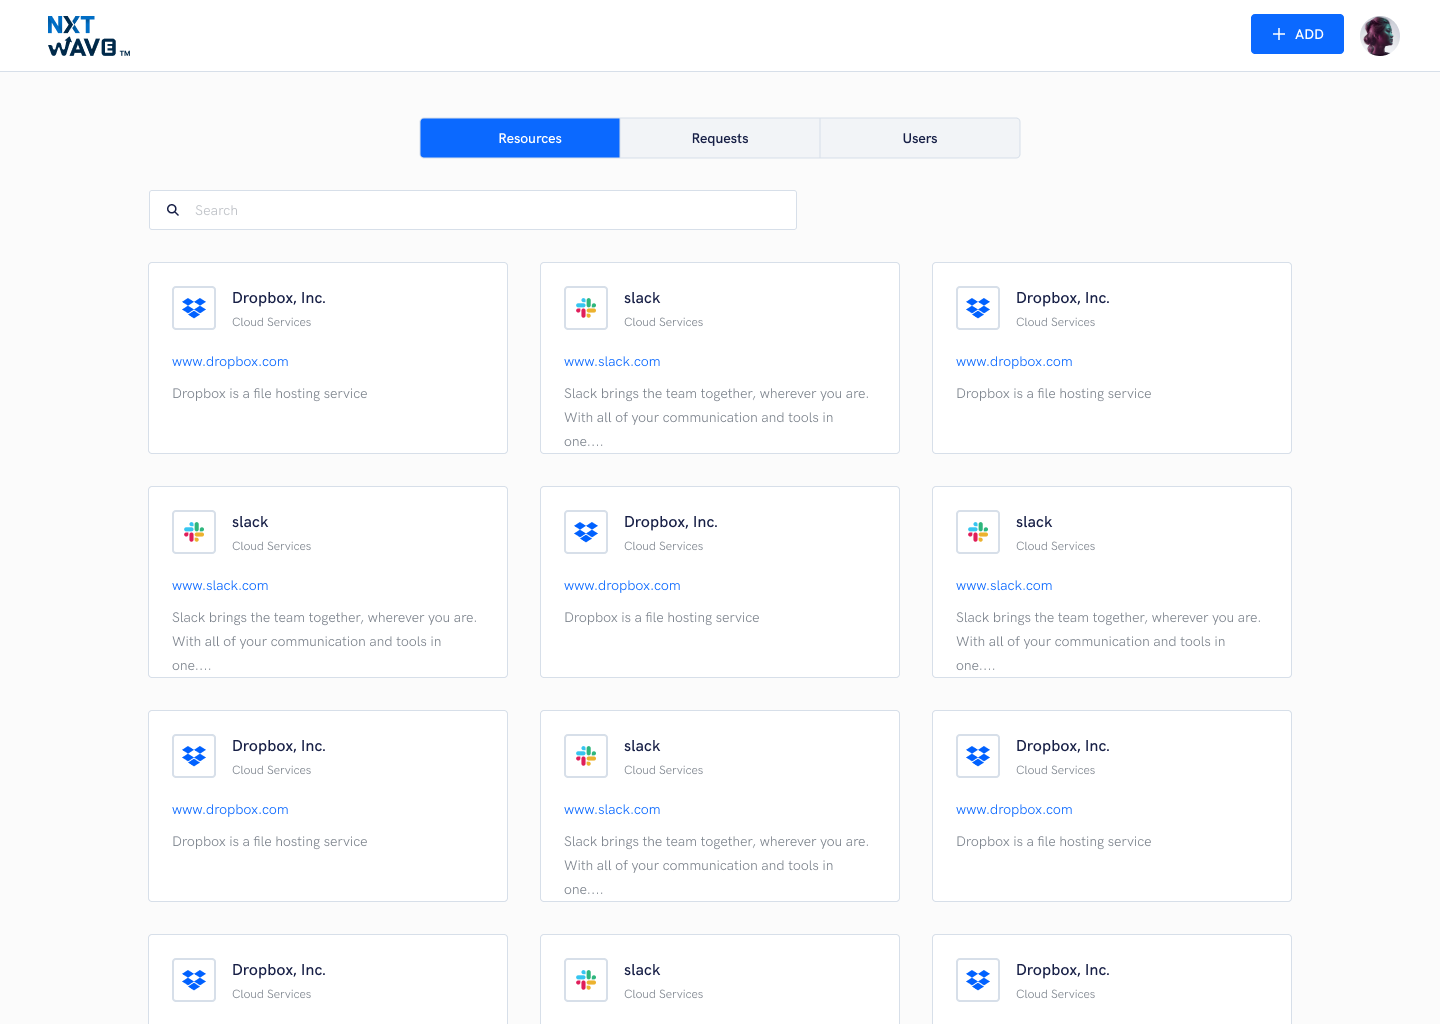 NXT
WAVE™
+ ADD
Resources
Requests
Users
Search
Dropbox, Inc.
Cloud Services
www.dropbox.com
Dropbox is a file hosting service
slack
Cloud Services
www.slack.com
Slack brings the team together, wherever you are.
With all of your communication and tools in
one....
Dropbox, Inc.
Cloud Services
www.dropbox.com
Dropbox is a file hosting service
slack
Cloud Services
www.slack.com
Slack brings the team together, wherever you are.
With all of your communication and tools in
one....
Dropbox, Inc.
Cloud Services
www.dropbox.com
Dropbox is a file hosting service
slack
Cloud Services
www.slack.com
Slack brings the team together, wherever you are.
With all of your communication and tools in
one....
Dropbox, Inc.
Cloud Services
www.dropbox.com
Dropbox is a file hosting service
slack
Cloud Services
www.slack.com
Slack brings the team together, wherever you are.
With all of your communication and tools in
one....
Dropbox, Inc.
Cloud Services
www.dropbox.com
Dropbox is a file hosting service
Dropbox, Inc.
Cloud Services
slack
Cloud Services
Dropbox, Inc.
Cloud Services